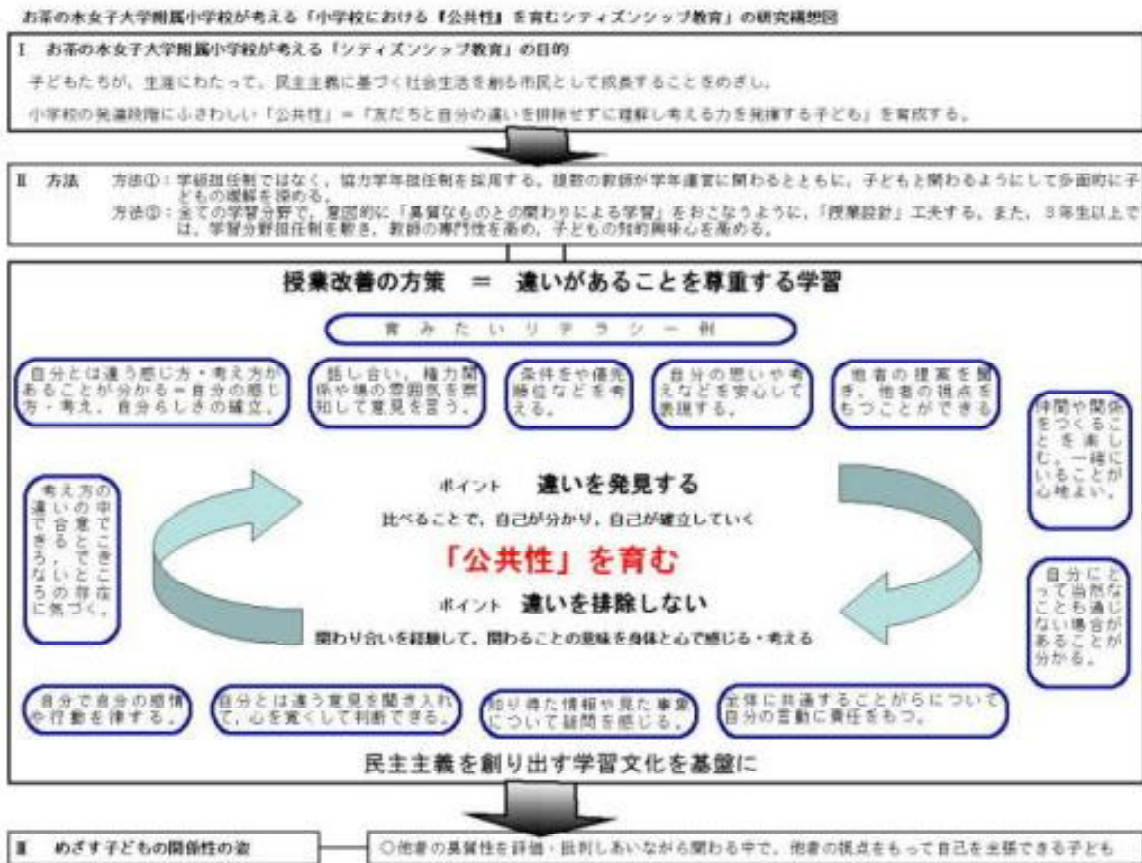 お茶の水女子大学附属小学校が考える「小学校における『公共性』を育むシティズンシップ教育」の研究構想図
Ⅰ　お茶の水女子大学附属小学校が考える「シティズンシップ教育」の目的
子どもたちが、生涯にわたって、民主主義に基づく社会生活を創る市民として成長することをめざし、
小学校の発達段階にふさわしい「公共性」＝「友だちと自分の違いを排除せずに理解し考える力を発揮する子ども」を育成する。
Ⅱ　方法　方法①：学級担任制ではなく、協力学年担任制を採用する。複数の教師が学年運営に関わるとともに、子どもと関わるようにして多面的に子
どもの理解を深める。
方法②：全ての学習分野で、意図的に「異質なものとの関わりによる学習」をおこなうように、「授業設計」工夫する。また、3年生以上で
は、学習分野担任制を敷き、教師の専門性を高め、子どもの知的興味心を高める。
授業改善の方策　＝　違いがあることを尊重する学習
育みたいリテラシー例
自分とは違う感じ方・考え方が
あることが分かる＝自分の感じ
方・考え、自分らしさの確立。
話し合い、権力関
係や場の雰囲気を察
知して意見を言う。
条件をや優先
順位などを考
える。
自分の思いや考
えなどを安心して
表現する。
他者の提案を聞
き、他者の視点を
もつことができる
仲間や関係
をつくるこ
とを楽し
む。一緒に
いることが
心地よい。
考え方の
違いの中
で合意で
きるとこ
ろ、でき
ないとこ
ろの存在
に気づく。
ポイント　違いを発見する
比べることで、自己が分かり、自己が確立していく
「公共性」を育む
ポイント　違いを排除しない
関わり合いを経験して、関わることの意味を身体と心で感じる・考える
自分にと
って当然な
ことも通じ
ない場合が
あることが
分かる。
自分で自分の感情
や行動を律する。
自分とは違う意見を聞き入れ
て、心を寛くして判断できる。
知り得た情報や見た事象
について疑問を感じる。
全体に共通することがらについて
自分の言動に責任をもつ。
民主主義を創り出す学習文化を基盤に
Ⅲ　めざす子どもの関係性の姿
○他者の異質性を評価・批判しあいながら関わる中で、他者の視点をもって自己を主張できる子ども